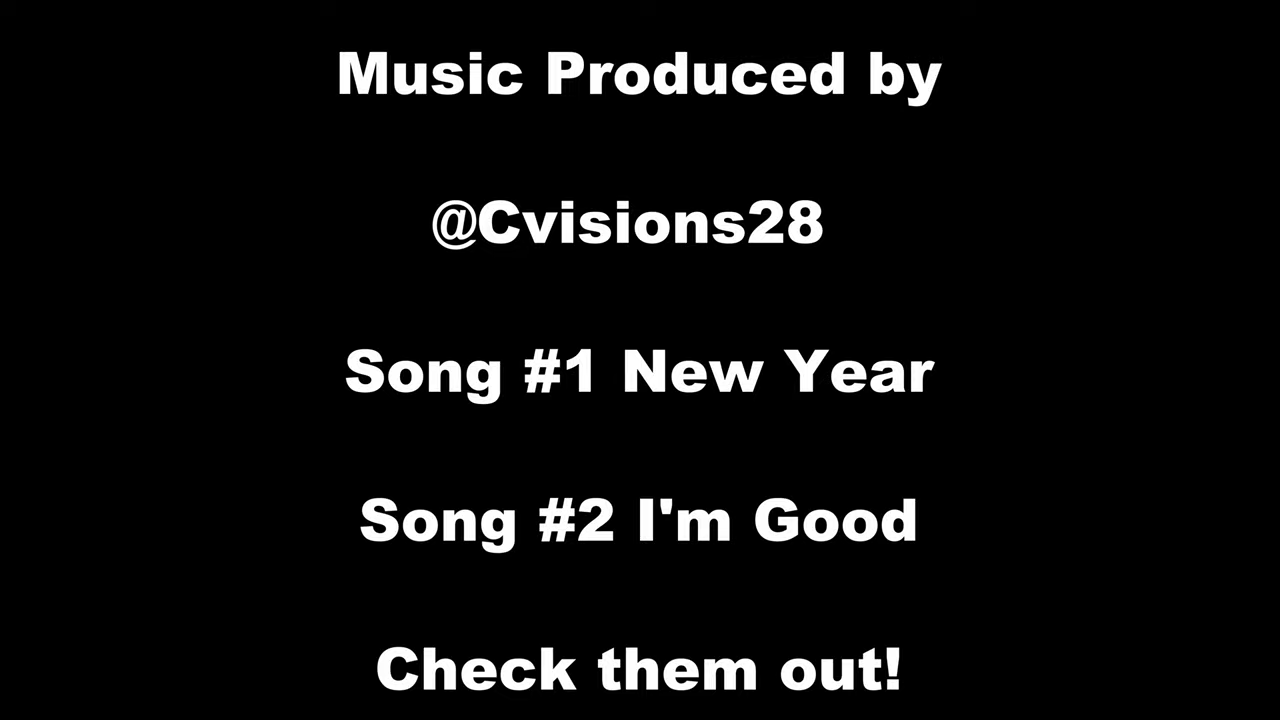 Music Produced by
@Cvisions28
Song #1 New Year
Song #2 I'm Good
Check them out!